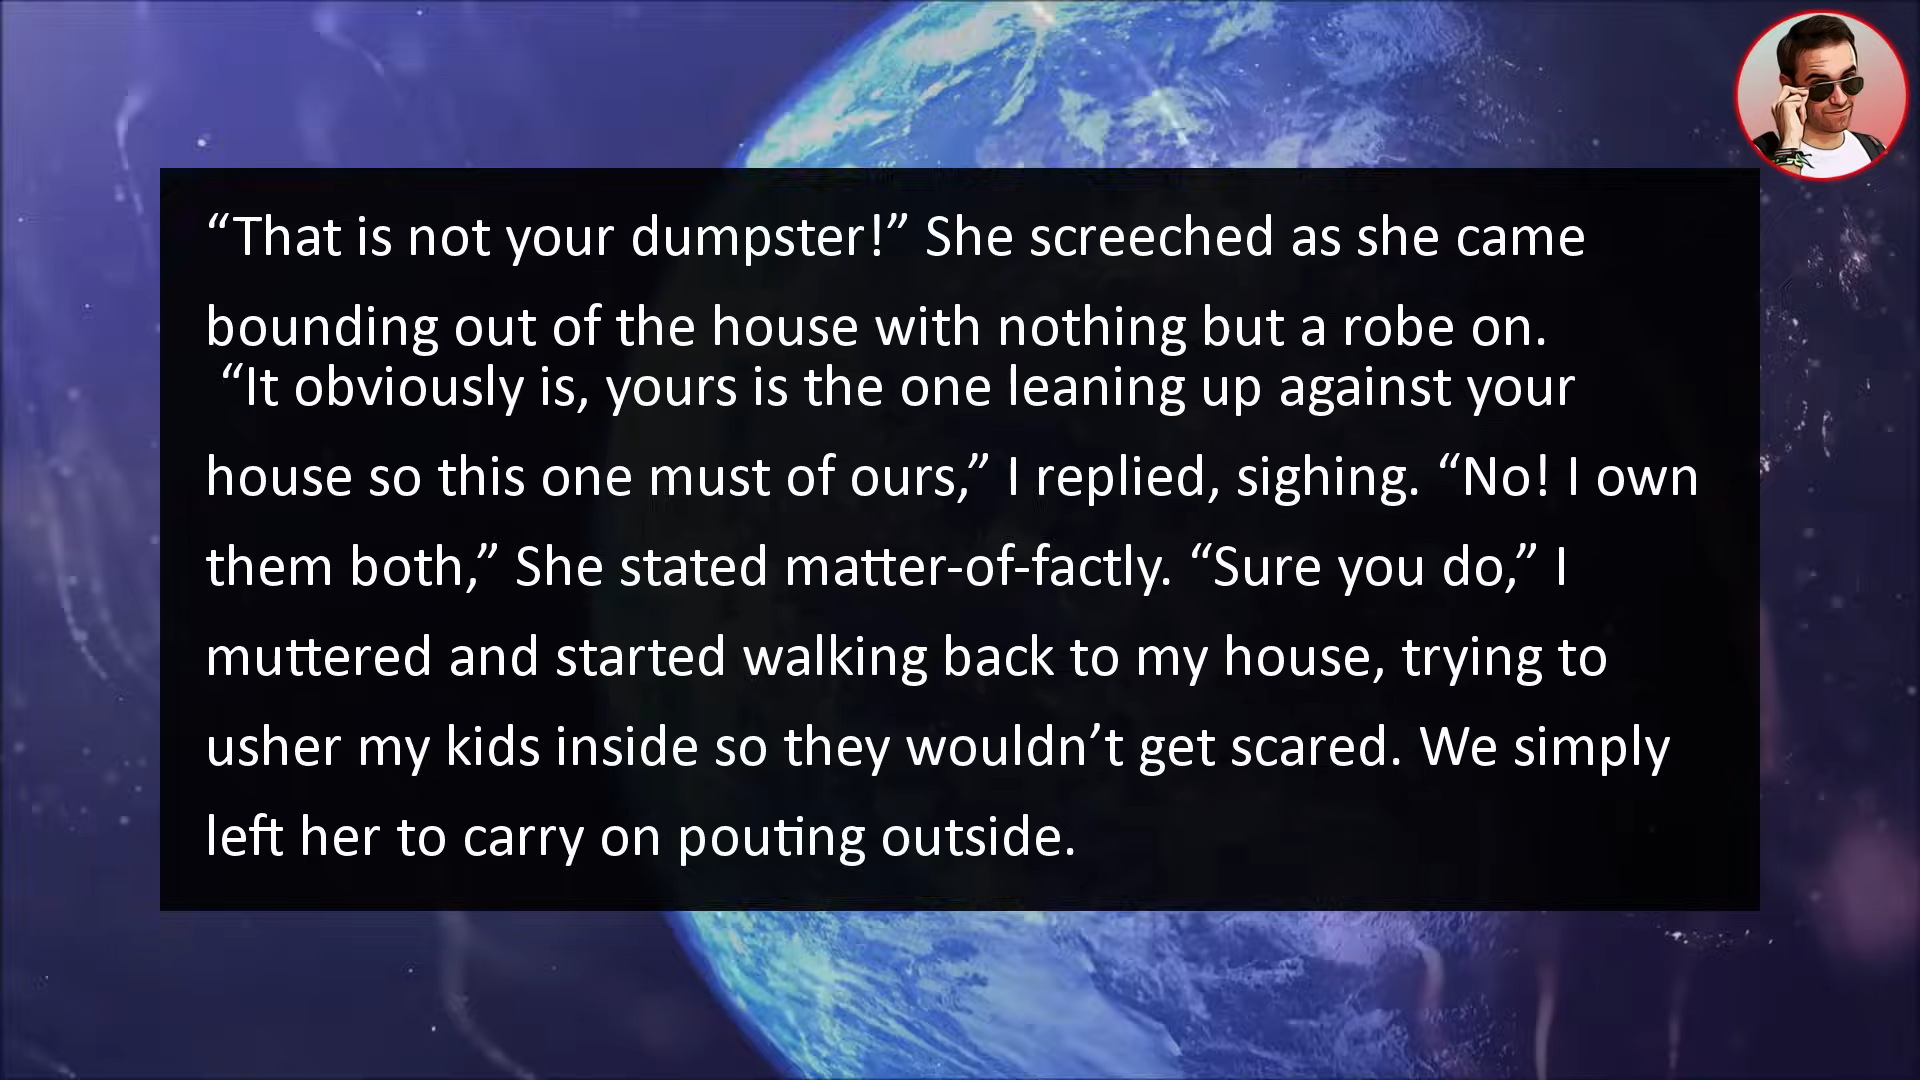 “That is not your dumpster!” She screeched as she came
bounding out of the house with nothing but a robe on.
“It obviously is, yours is the one leaning up against your
house so this one must of ours,” I replied, sighing. “No! I own
them both,” She stated matter-of-factly. “Sure you do,” I
muttered and started walking back to my house, trying to
usher my kids inside so they wouldn’t get scared. We simply
left her to carry on pouting outside.